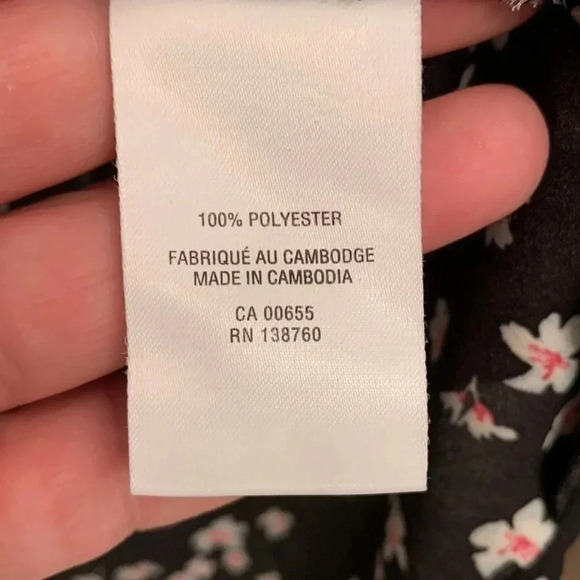 100% POLYESTER
FABRIQUÉ AU CAMBODGE
MADE IN CAMBODIA
CA 00655
RN 138760